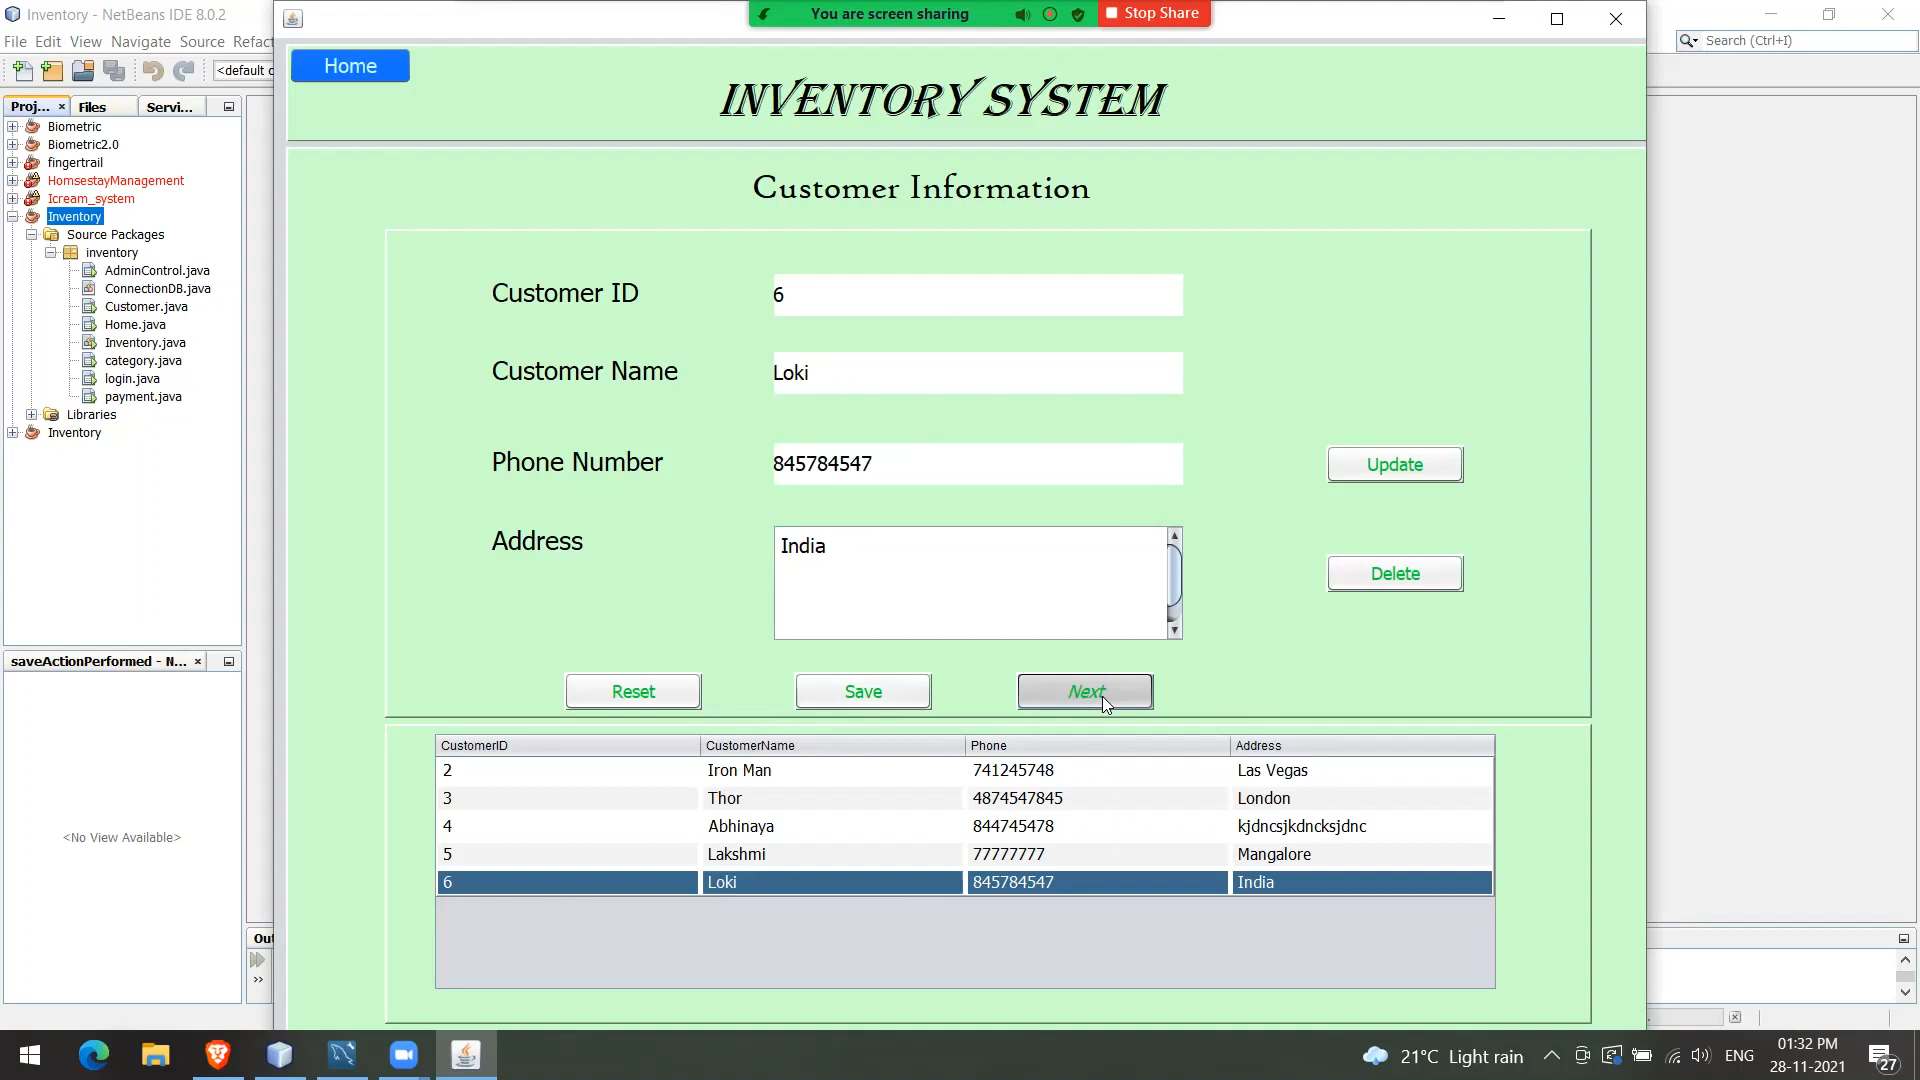 Inventory - NetBeans IDE 8.0.2
You are screen sharing
Stop Share
File Edit View Navigate Source Refact
Search (Ctrl+I)
<default c
Home
INVENTORY SYSTEM
Proj... × Files Servi...
Biometric
Biometric2.0
fingertrail
HomsestayManagement
Icream_system
Inventory
Source Packages
inventory
AdminControl.java
ConnectionDB.java
Customer.java
Home.java
Inventory.java
category.java
login.java
payment.java
Libraries
Inventory
saveActionPerformed - N... ×
<No View Available>
Customer Information
Customer ID 6
Customer Name Loki
Phone Number 845784547
Update
Address India
Delete
Reset Save Next
CustomerID CustomerName Phone Address
2 Iron Man 741245748 Las Vegas
3 Thor 4874547845 London
4 Abhinaya 844745478 kjdncsjkdncksjdnc
5 Lakshmi 77777777 Mangalore
6 Loki 845784547 India
Out
>>
21°C Light rain
ENG
01:32 PM
28-11-2021
27